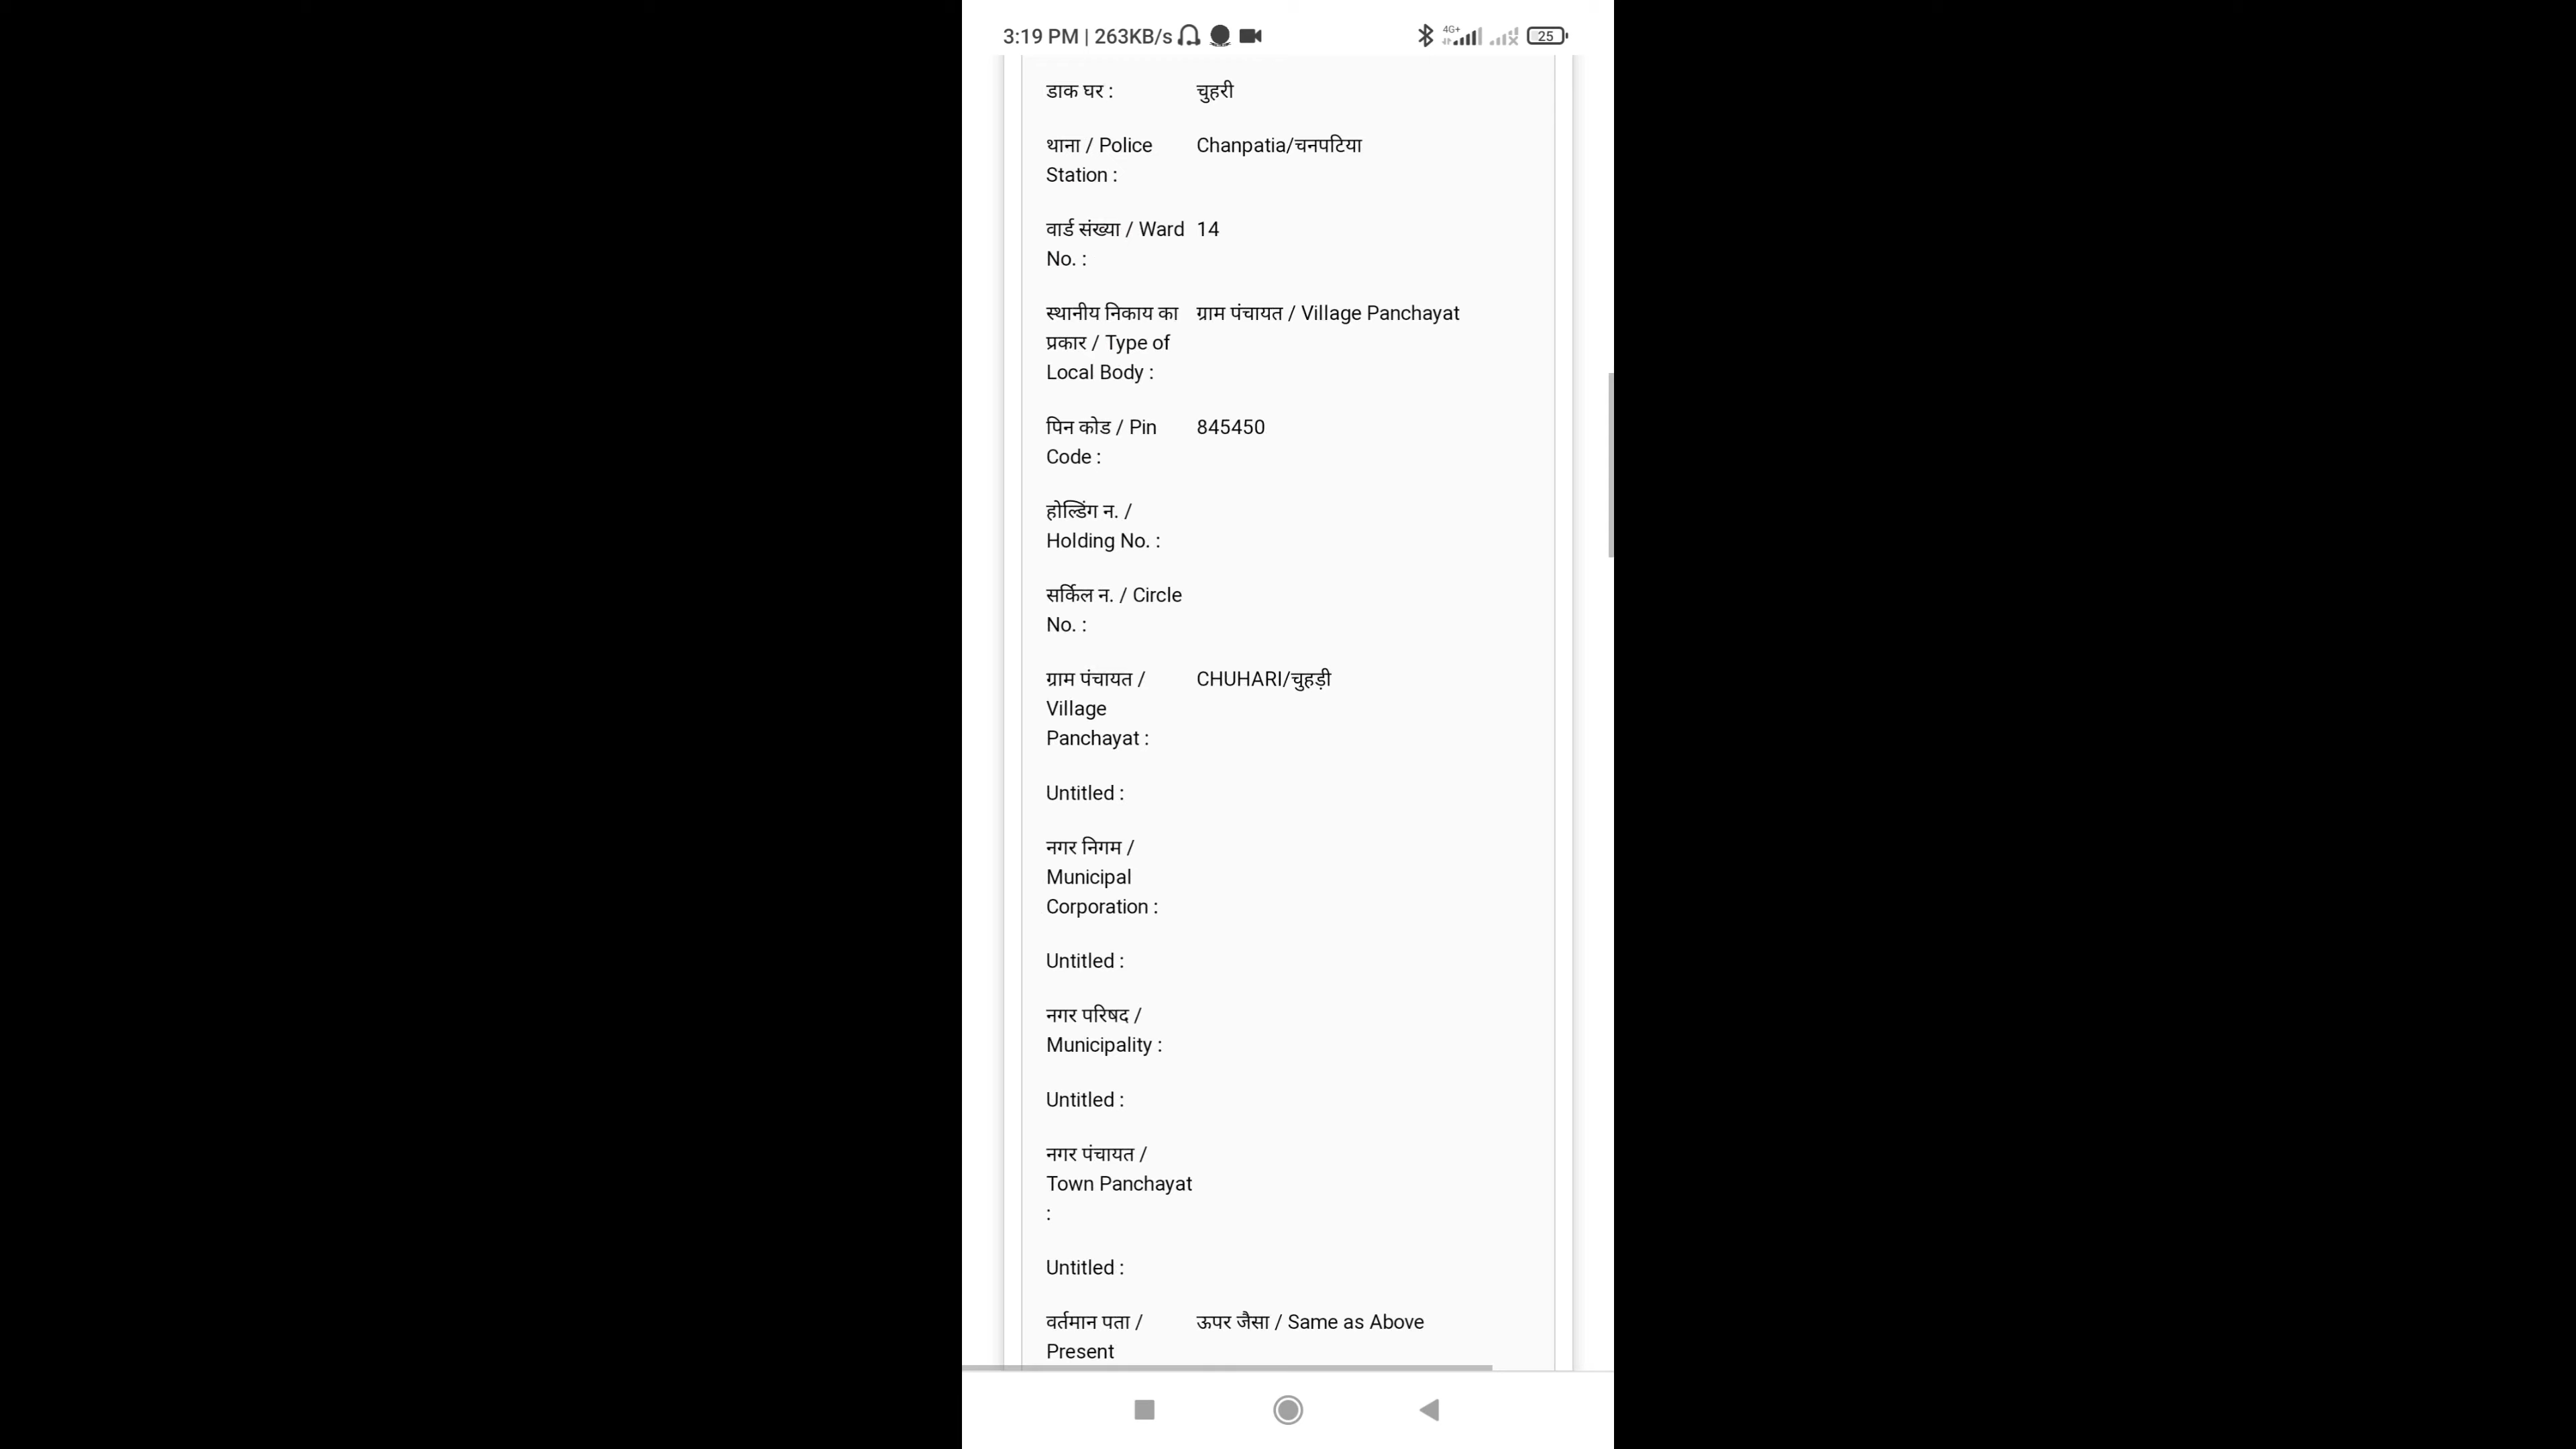 3:19 PM | 263KB/s
4G+
25
डाक घर : चुहरी
थाना / Police Chanpatia/चनपटिया
Station :
वार्ड संख्या / Ward 14
No. :
स्थानीय निकाय का ग्राम पंचायत / Village Panchayat
प्रकार / Type of
Local Body :
पिन कोड / Pin 845450
Code :
होल्डिंग न. /
Holding No. :
सर्किल न. / Circle
No. :
ग्राम पंचायत / CHUHARI/चुहड़ी
Village
Panchayat :
Untitled :
नगर निगम /
Municipal
Corporation :
Untitled :
नगर परिषद /
Municipality :
Untitled :
नगर पंचायत /
Town Panchayat
:
Untitled :
वर्तमान पता / ऊपर जैसा / Same as Above
Present